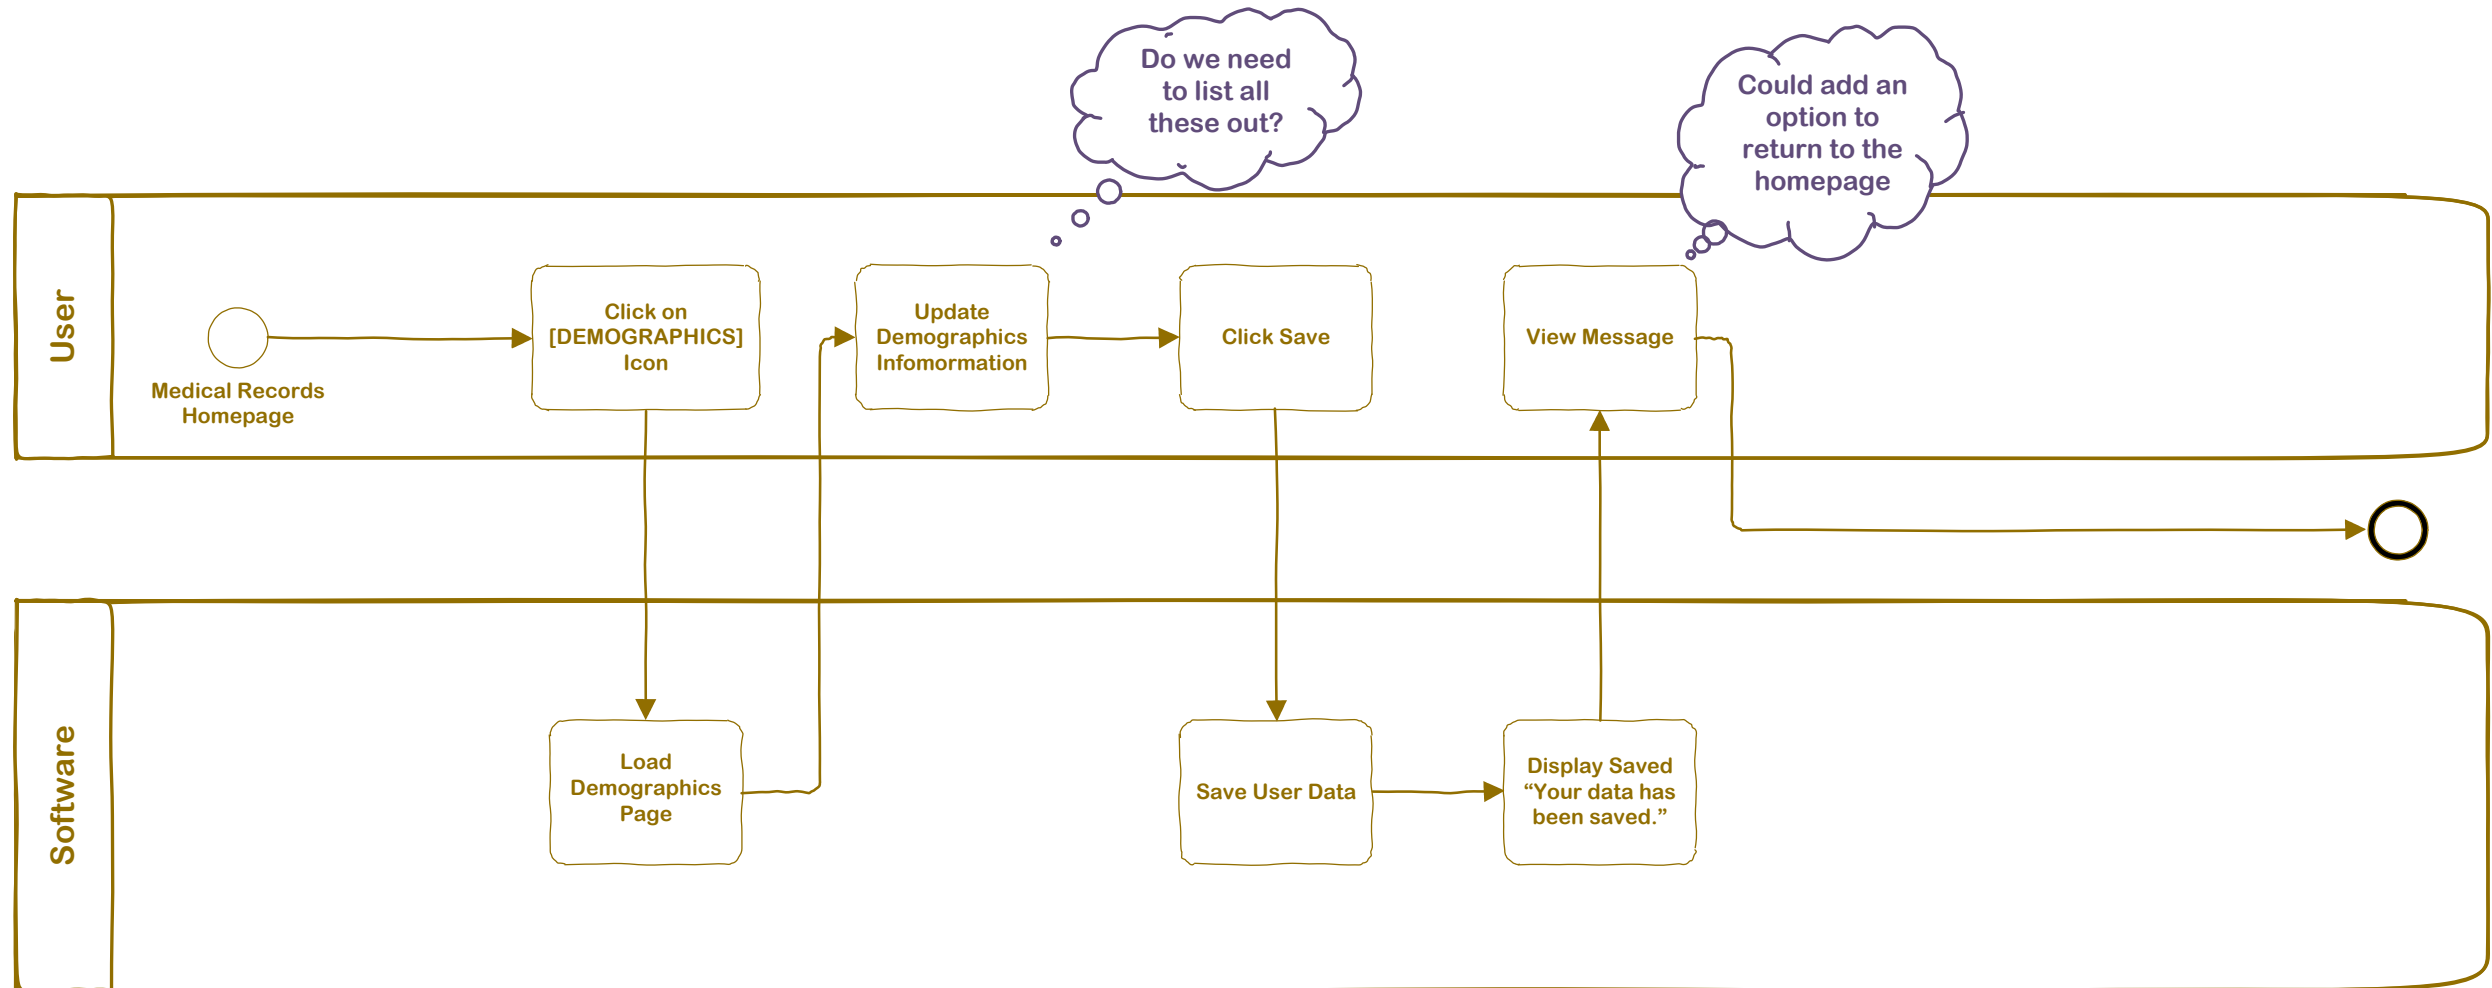 Do we need
to list all
these out?
Could add an
option to
return to the
homepage
User
Medical Records
Homepage
Click on
[DEMOGRAPHICS]
Icon
Update
Demographics
Infomormation
Click Save
View Message
Software
Load
Demographics
Page
Save User Data
Display Saved
“Your data has
been saved.”